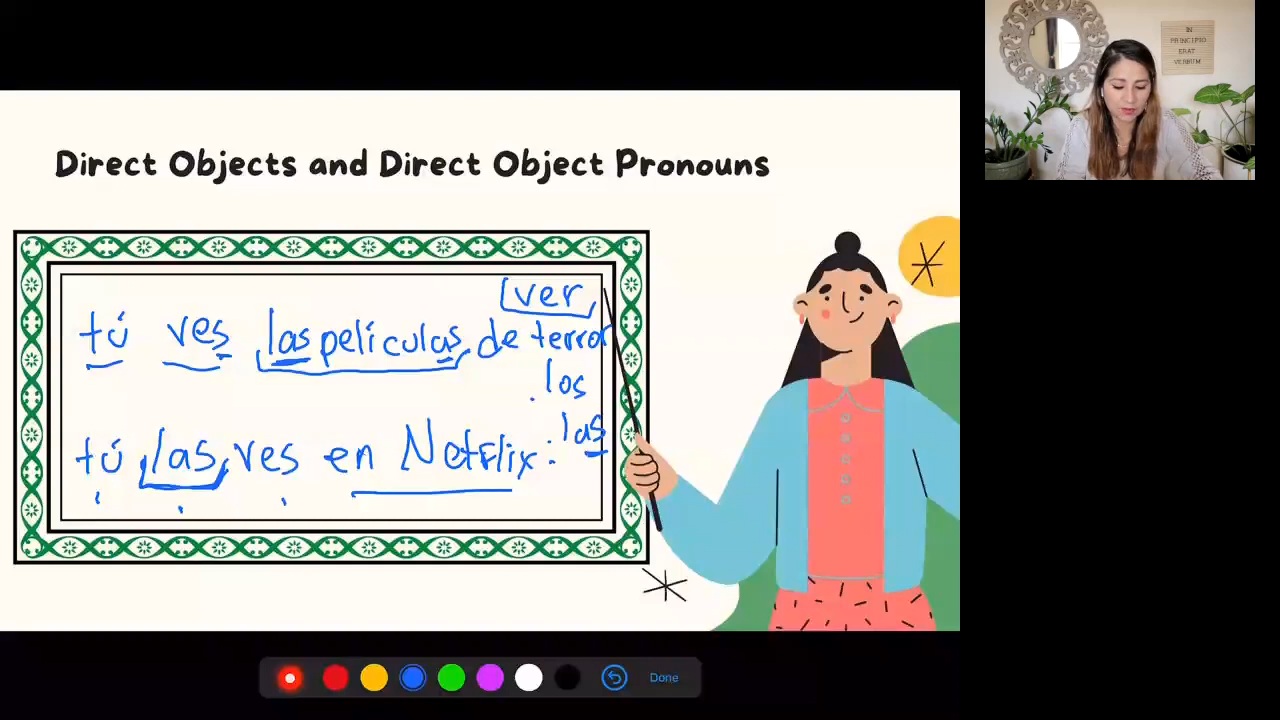 IN
PRINCIPIO
ERAT
VERBUM
Direct Objects and Direct Object Pronouns
ver
tú ves las películas de terror
los
las
tú las ves en Netflix:
Done